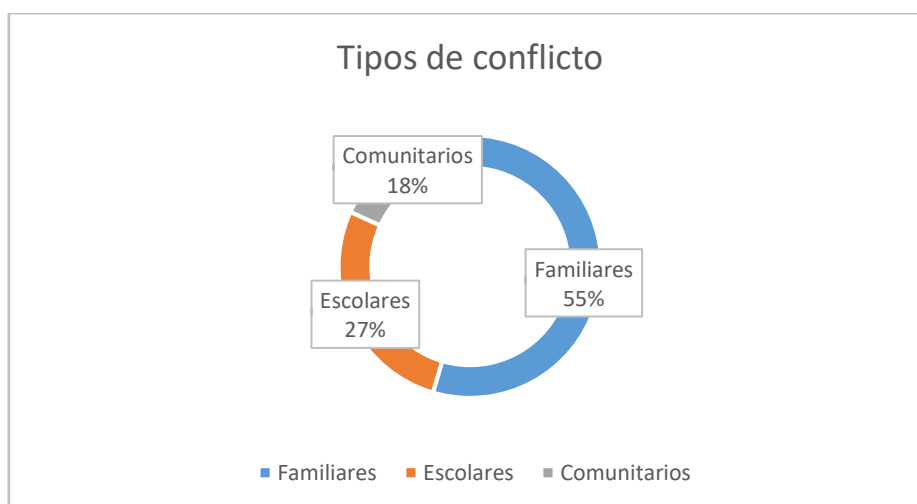 Tipos de conflicto
Comunitarios
18%
Familiares
55%
Escolares
27%
Familiares Escolares Comunitarios